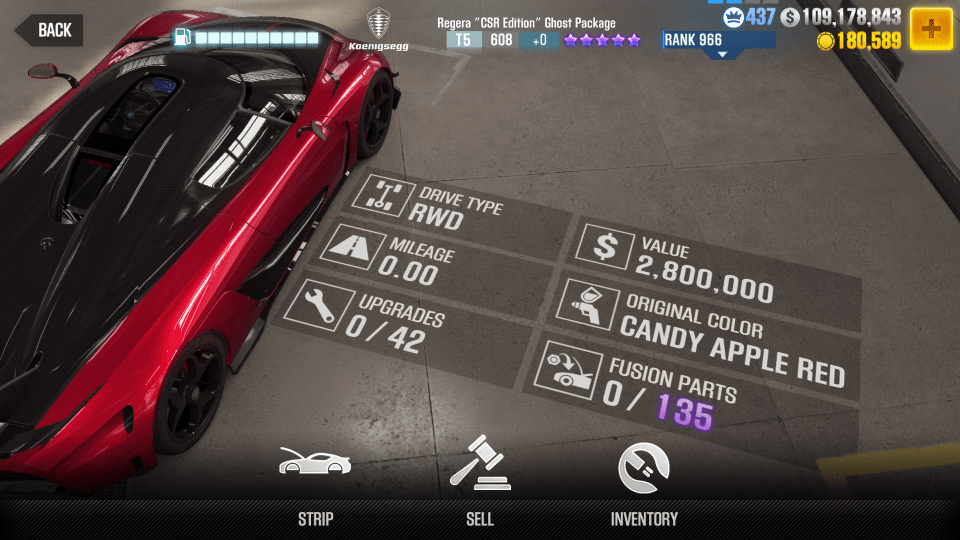 BACK
Koenigsegg
Regera "CSR Edition" Ghost Package
T5 608 +0
RANK 966
437 109,178,843
180,589
DRIVE TYPE
RWD
MILEAGE
0.00
UPGRADES
0 / 42
VALUE
2,800,000
ORIGINAL COLOR
CANDY APPLE RED
FUSION PARTS
0 / 135
STRIP
SELL
INVENTORY